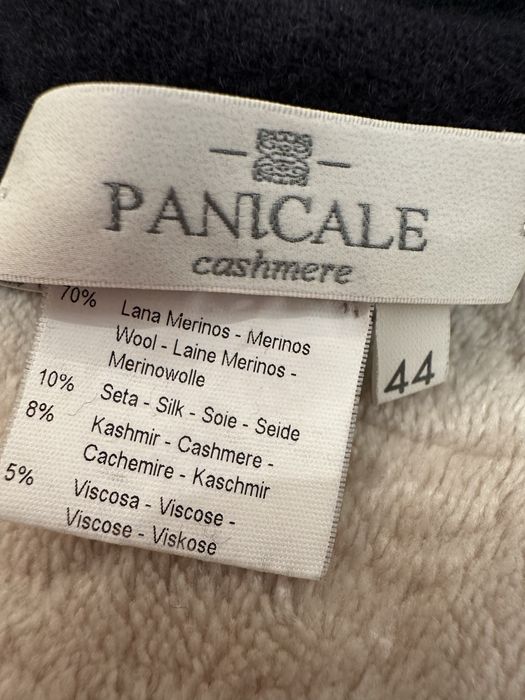 PANICALE
cashmere
70% Lana Merinos - Merinos
Wool - Laine Merinos -
Merinowolle
10% Seta - Silk - Soie - Seide
8% Kashmir - Cashmere -
Cachemire - Kaschmir
5% Viscosa - Viscose -
Viscose - Viskose
44